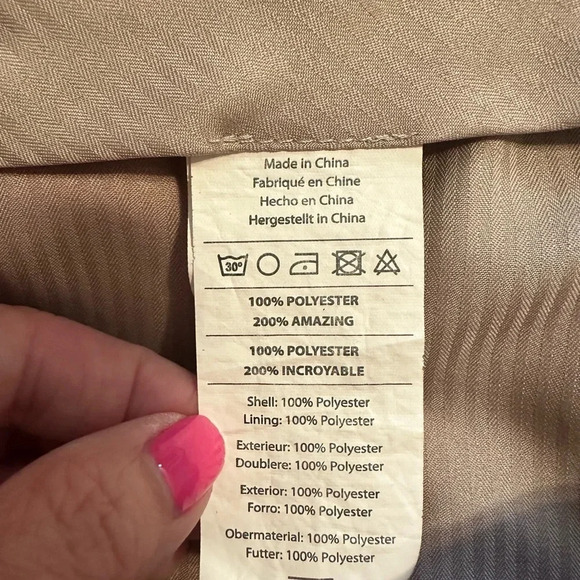 Made in China
Fabriqué en Chine
Hecho en China
Hergestellt in China
30°
100% POLYESTER
200% AMAZING
100% POLYESTER
200% INCROYABLE
Shell: 100% Polyester
Lining: 100% Polyester
Exterieur: 100% Polyester
Doublere: 100% Polyester
Exterior: 100% Polyester
Forro: 100% Polyester
Obermaterial: 100% Polyester
Futter: 100% Polyester